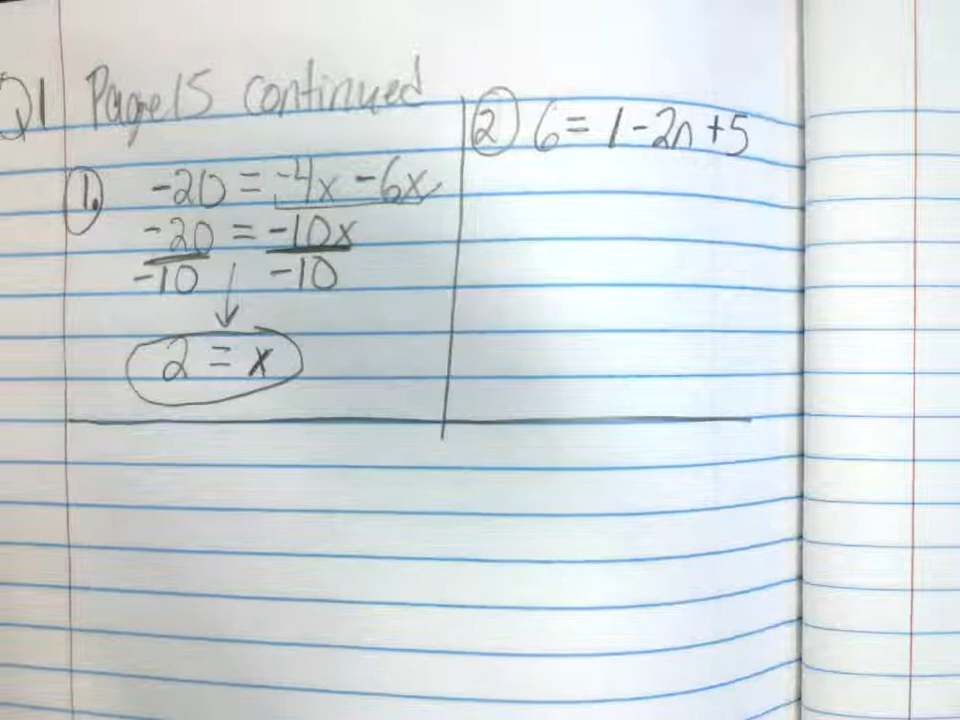 Q1 Page 15 continued
1. -20 = -4x - 6x
-20 = -10x
-10 -10
2 = x
2 6 = 1 - 2n + 5